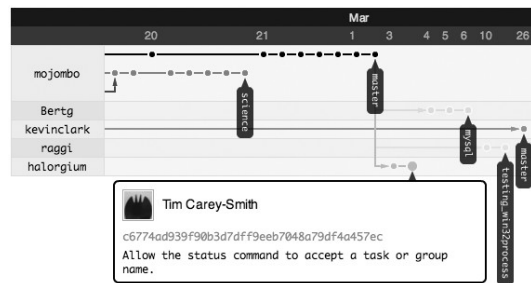 Mar
20 21 1 3 4 5 6 10 26
mojombo
master
science
Bertg
kevinclark
mysql
raggi
master
halorgium
testing_win32process
Tim Carey-Smith
c6774ad939f90b3d7dff9eeb7048a79df4a457ec
Allow the status command to accept a task or group
name.